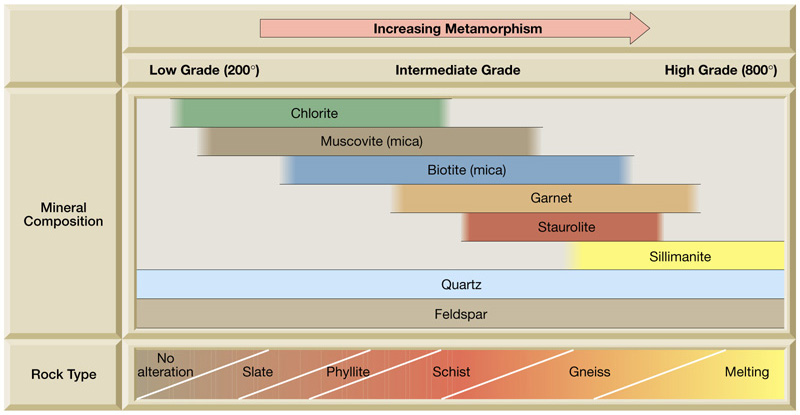 Increasing Metamorphism
Low Grade (200°) Intermediate Grade High Grade (800°)
Mineral
Composition
Chlorite
Muscovite (mica)
Biotite (mica)
Garnet
Staurolite
Sillimanite
Quartz
Feldspar
Rock Type
No
alteration Slate Phyllite Schist Gneiss Melting